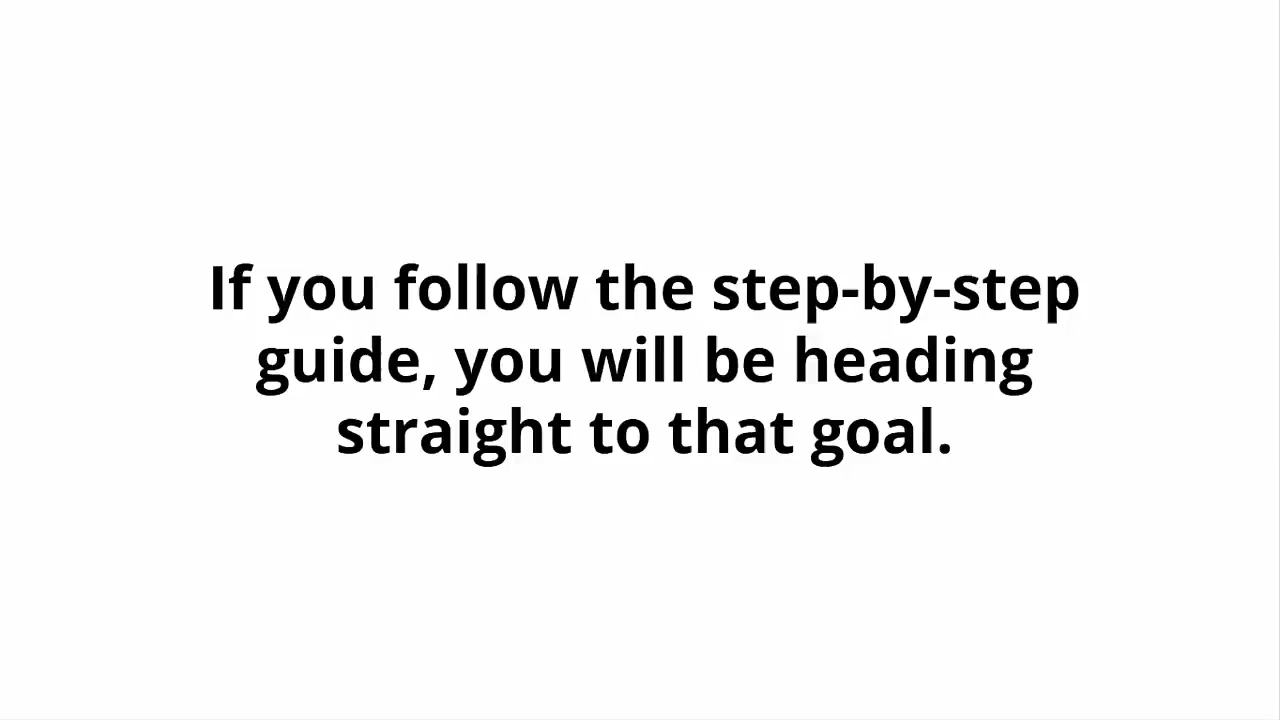 If you follow the step-by-step
guide, you will be heading
straight to that goal.